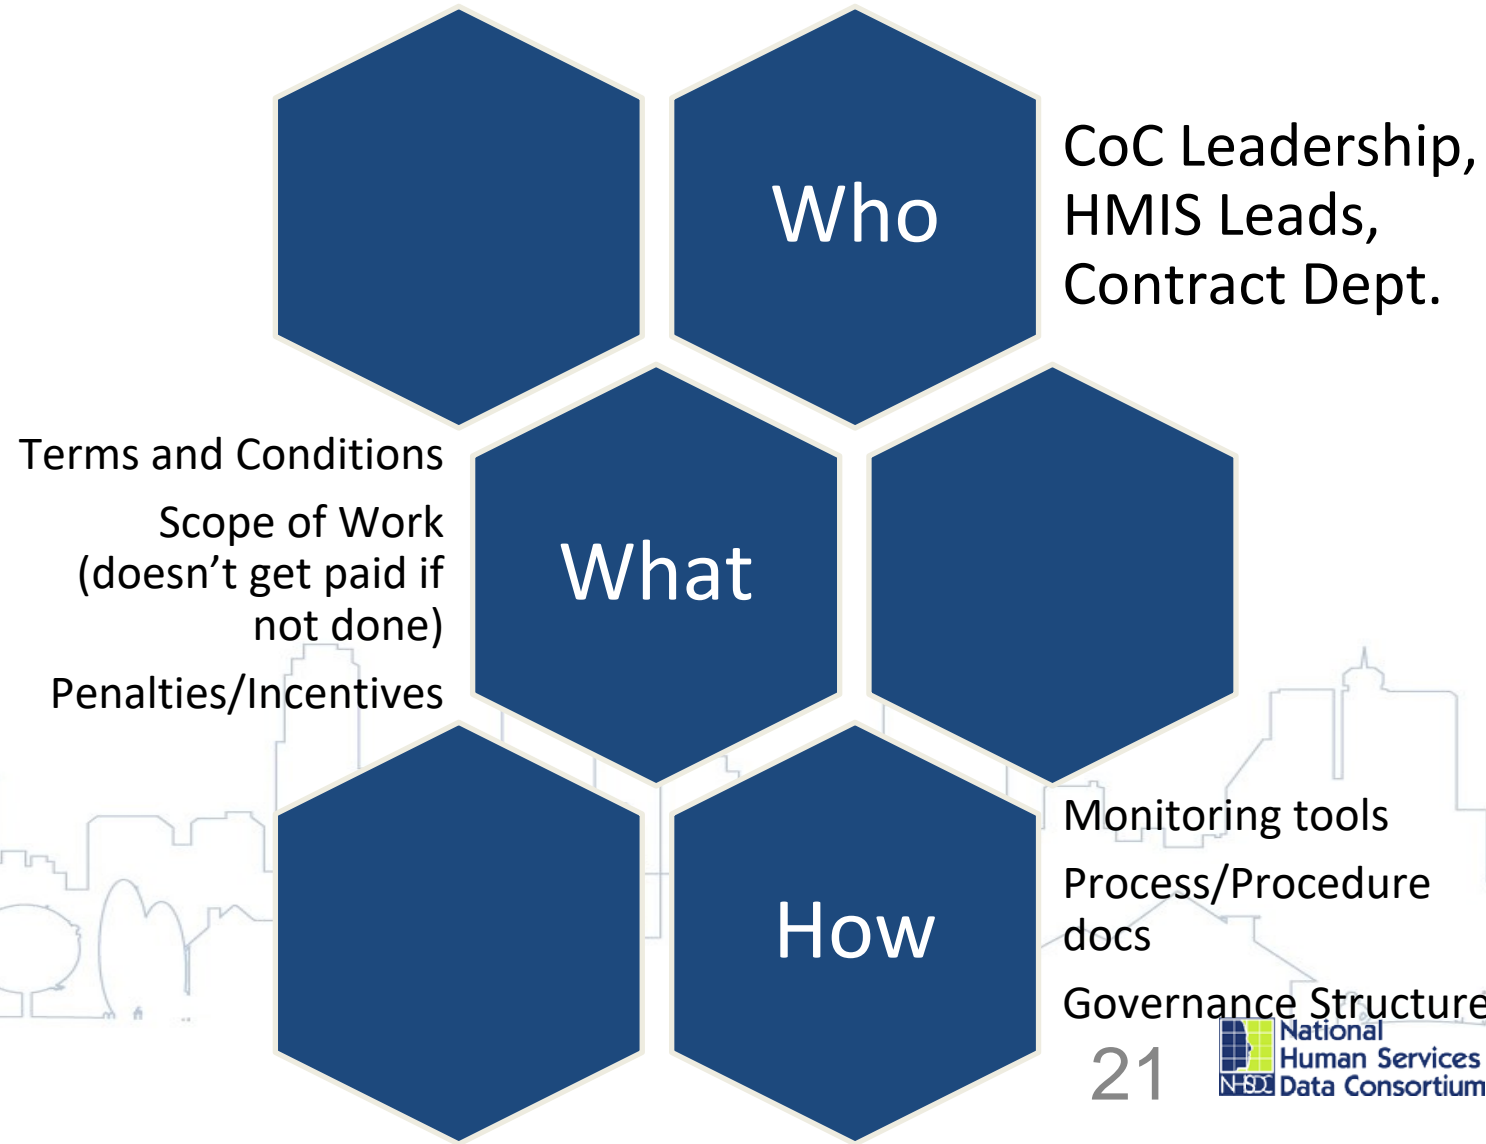 Who
CoC Leadership,
HMIS Leads,
Contract Dept.
Terms and Conditions
Scope of Work
(doesn’t get paid if
not done)
Penalties/Incentives
What
How
Monitoring tools
Process/Procedure
docs
Governance Structure
21
NHSDC
National
Human Services
Data Consortium